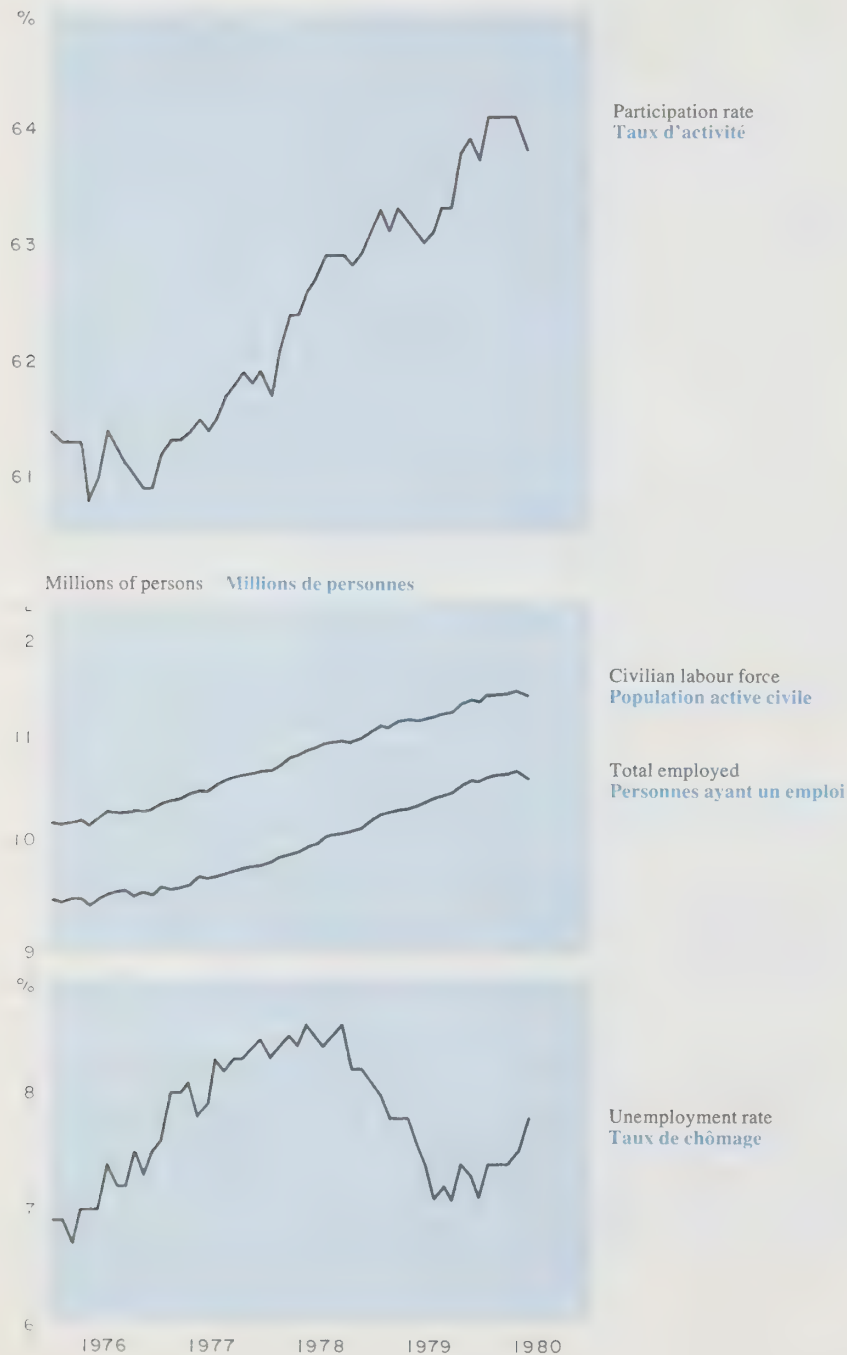 %
64
Participation rate
Taux d'activité
63
62
61
Millions of persons Millions de personnes
2
11
Civilian labour force
Population active civile
Total employed
Personnes ayant un emploi
10
9
%
8
Unemployment rate
Taux de chômage
7
6
1976 1977 1978 1979 1980